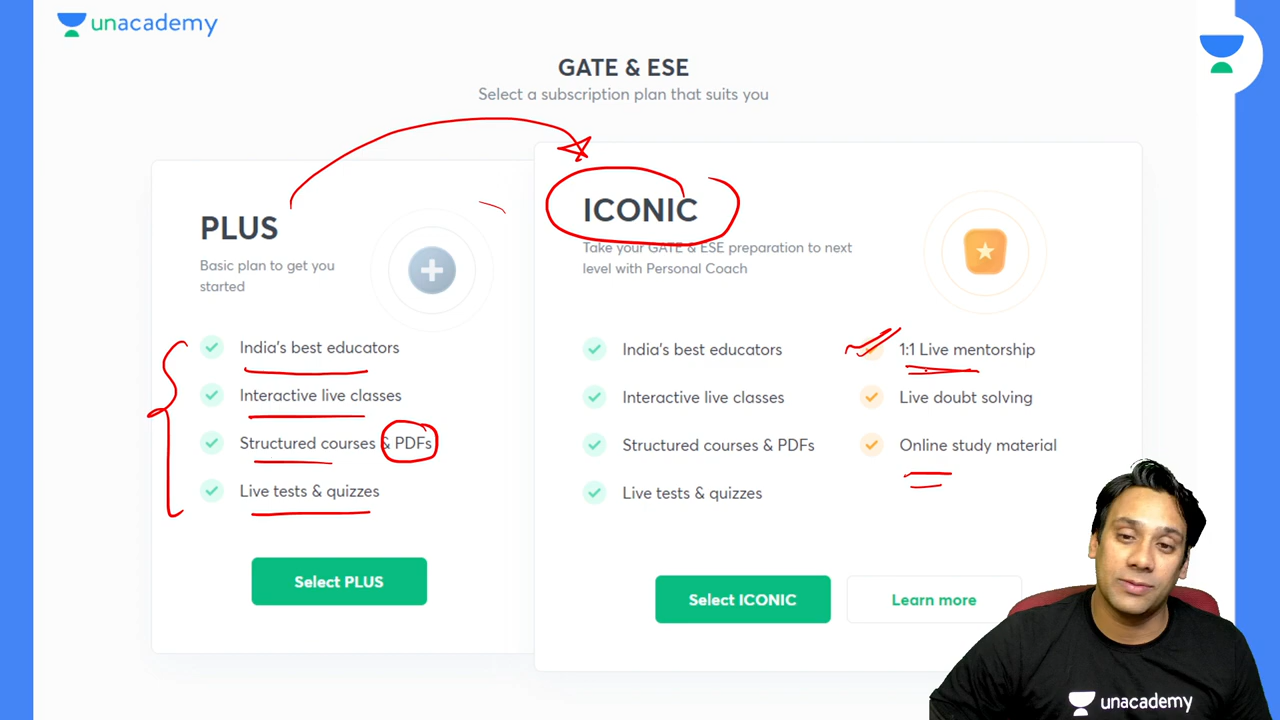 unacademy
GATE & ESE
Select a subscription plan that suits you
PLUS
Basic plan to get you
started
India's best educators
Interactive live classes
Structured courses & PDFs
Live tests & quizzes
Select PLUS
ICONIC
Take your GATE & ESE preparation to next
level with Personal Coach
India's best educators
Interactive live classes
Structured courses & PDFs
Live tests & quizzes
1:1 Live mentorship
Live doubt solving
Online study material
Select ICONIC
Learn more
unacademy